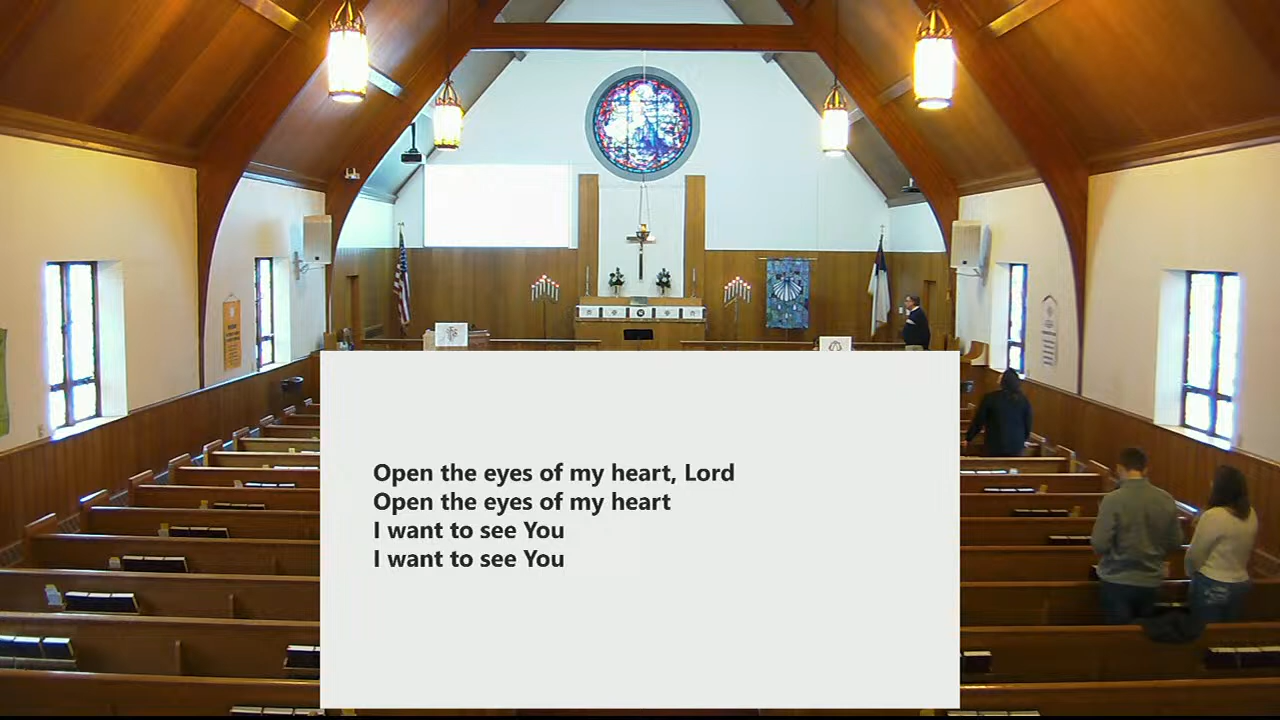 Open the eyes of my heart, Lord
Open the eyes of my heart
I want to see You
I want to see You